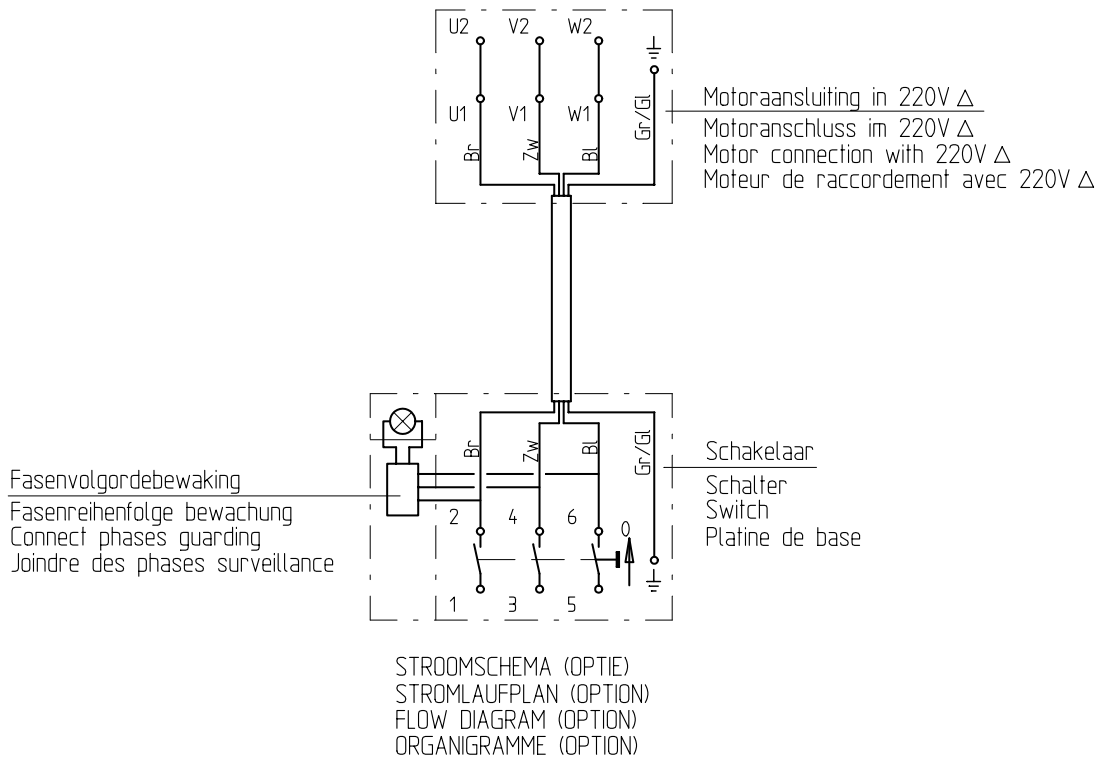 U2 V2 W2
U1 V1 W1
Br Zw Bl Gr/Gl
Motoraansluiting in 220V △
Motoranschluss im 220V △
Motor connection with 220V △
Moteur de raccordement avec 220V △
Br Zw Bl Gr/Gl
Schakelaar
Schalter
Switch
Platine de base
Fasenvolgordebewaking
Fasenreihenfolge bewachung
Connect phases guarding
Joindre des phases surveillance
2 4 6 0
1 3 5
STROOMSCHEMA (OPTIE)
STROMLAUFPLAN (OPTION)
FLOW DIAGRAM (OPTION)
ORGANIGRAMME (OPTION)